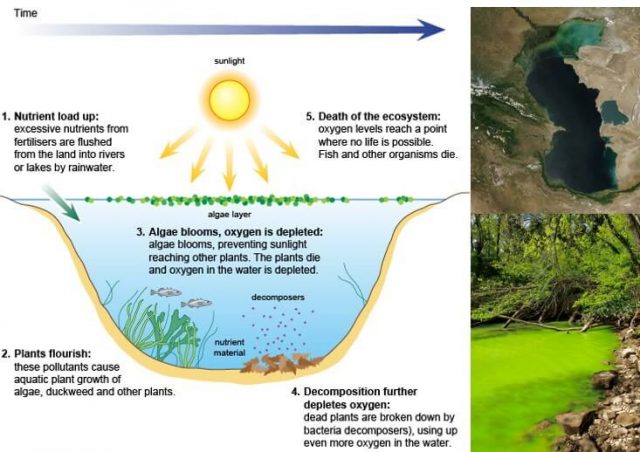 Time
sunlight
1. Nutrient load up:
excessive nutrients from
fertilisers are flushed
from the land into rivers
or lakes by rainwater.
5. Death of the ecosystem:
oxygen levels reach a point
where no life is possible.
Fish and other organisms die.
algae layer
3. Algae blooms, oxygen is depleted:
algae blooms, preventing sunlight
reaching other plants. The plants die
and oxygen in the water is depleted.
decomposers
nutrient
material
2. Plants flourish:
these pollutants cause
aquatic plant growth of
algae, duckweed and other plants.
4. Decomposition further
depletes oxygen:
dead plants are broken down by
bacteria decomposers), using up
even more oxygen in the water.